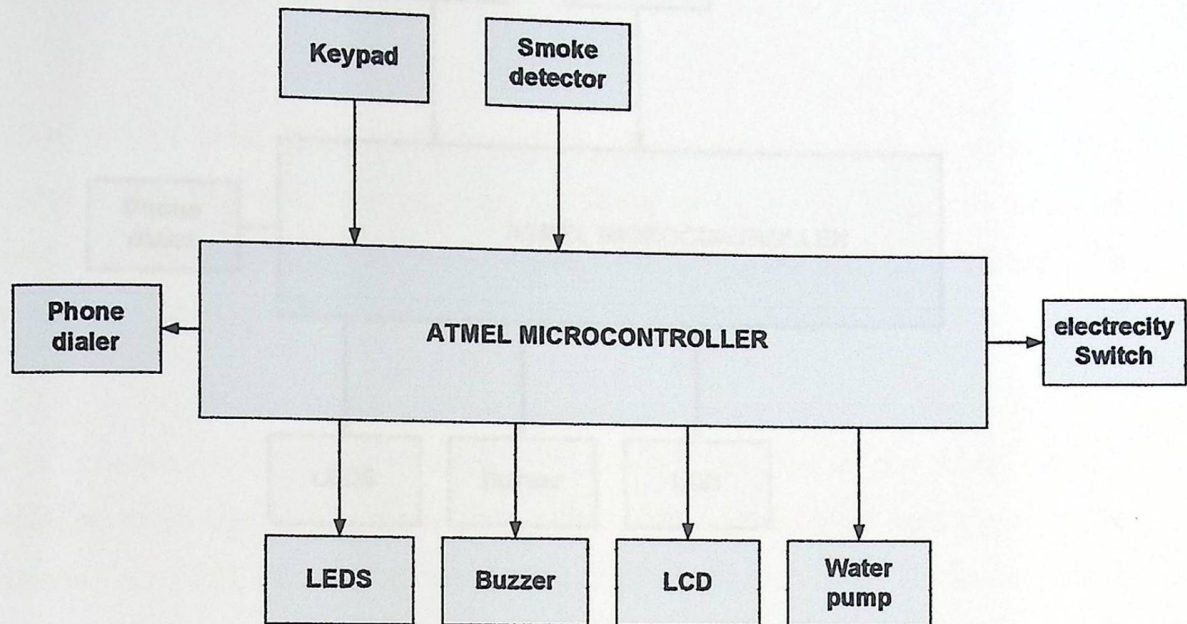 Keypad
Smoke
detector
Phone
dialer
ATMEL MICROCONTROLLER
electrecity
Switch
LEDS
Buzzer
LCD
Water
pump